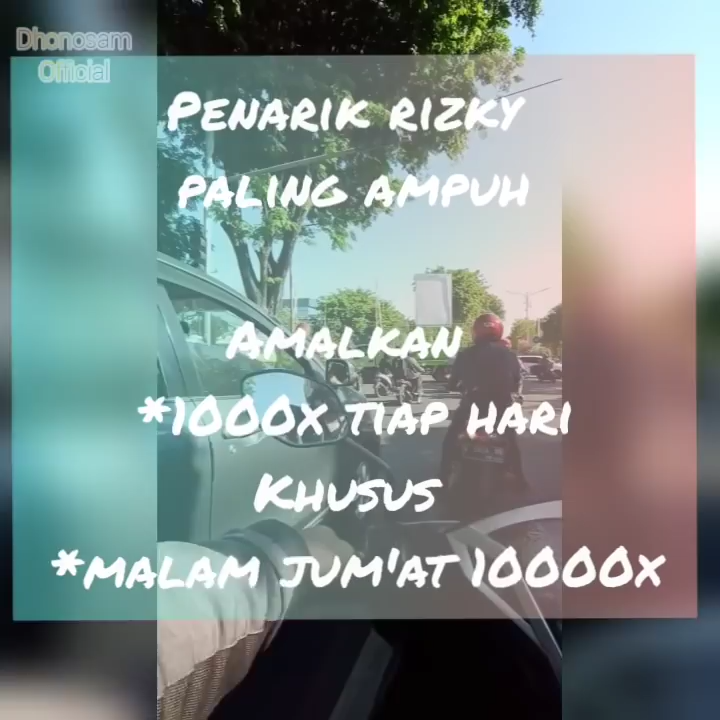 Dhonosam
Official
Penarik rizky
paling ampuh
Amalkan
*1000x tiap hari
Khusus
*malam jum'at 10000x